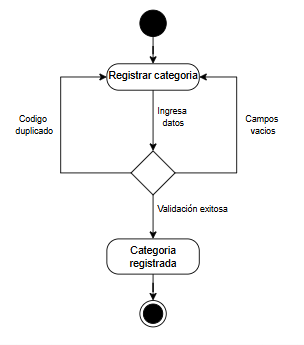 Registrar categoria
Ingresa
datos
Codigo
duplicado
Campos
vacios
Validación exitosa
Categoria
registrada